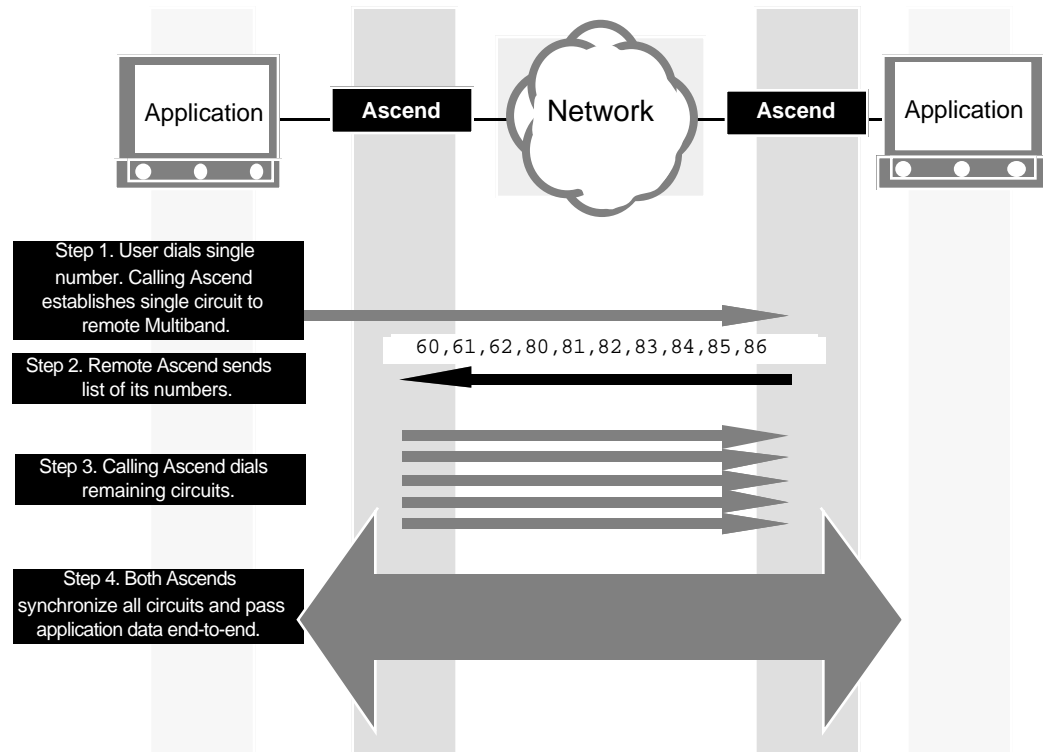 Application
Ascend
Network
Ascend
Application
Step 1. User dials single
number. Calling Ascend
establishes single circuit to
remote Multiband.
60,61,62,80,81,82,83,84,85,86
Step 2. Remote Ascend sends
list of its numbers.
Step 3. Calling Ascend dials
remaining circuits.
Step 4. Both Ascends
synchronize all circuits and pass
application data end-to-end.